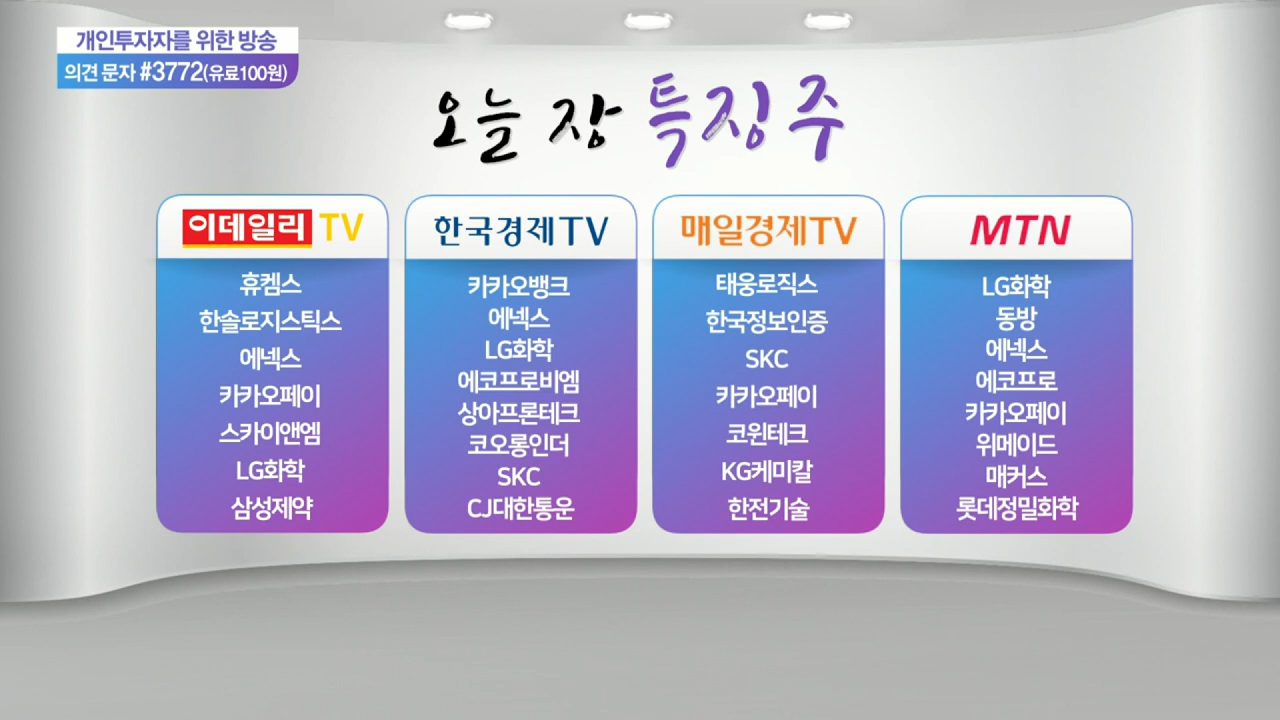 개인투자자를 위한 방송
의견 문자 #3772(유료100원)
오늘 장 특징주
이데일리 TV
휴켐스
한솔로지스틱스
에넥스
카카오페이
스카이앤엠
LG화학
삼성제약
한국경제TV
카카오뱅크
에넥스
LG화학
에코프로비엠
상아프론테크
코오롱인더
SKC
CJ대한통운
매일경제TV
태웅로직스
한국정보인증
SKC
카카오페이
코윈테크
KG케미칼
한전기술
MTN
LG화학
동방
에넥스
에코프로
카카오페이
위메이드
매커스
롯데정밀화학